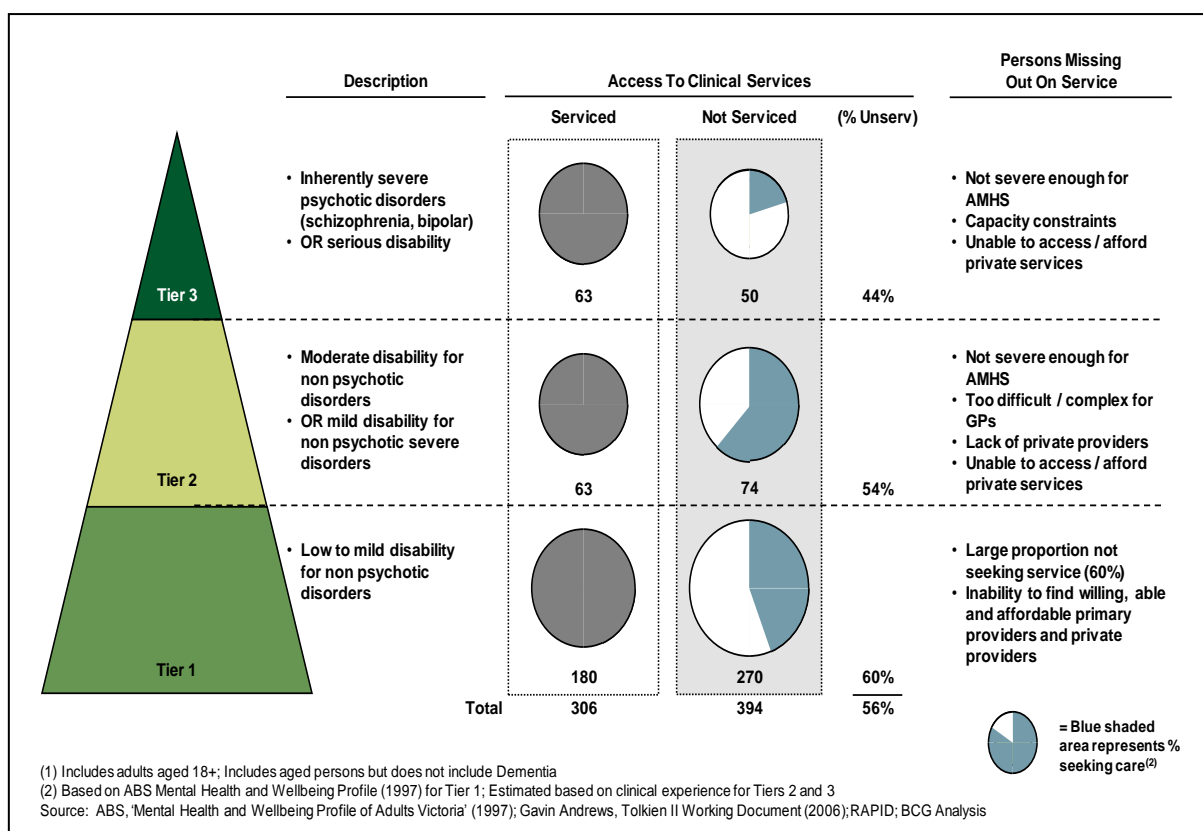 Description
Access To Clinical Services
Persons Missing
Out On Service
Serviced
Not Serviced
(% Unserv)
• Inherently severe
psychotic disorders
(schizophrenia, bipolar)
• OR serious disability
• Not severe enough for
AMHS
• Capacity constraints
• Unable to access / afford
private services
Tier 3
63
50
44%
• Moderate disability for
non psychotic
disorders
• OR mild disability for
non psychotic severe
disorders
• Not severe enough for
AMHS
• Too difficult / complex for
GPs
• Lack of private providers
• Unable to access / afford
private services
Tier 2
63
74
54%
• Low to mild disability
for non psychotic
disorders
• Large proportion not
seeking service (60%)
• Inability to find willing, able
and affordable primary
providers and private
providers
Tier 1
180
270
60%
Total
306
394
56%
= Blue shaded
area represents %
seeking care(2)
(1) Includes adults aged 18+; Includes aged persons but does not include Dementia
(2) Based on ABS Mental Health and Wellbeing Profile (1997) for Tier 1; Estimated based on clinical experience for Tiers 2 and 3
Source: ABS, 'Mental Health and Wellbeing Profile of Adults Victoria' (1997); Gavin Andrews, Tolkien II Working Document (2006); RAPID; BCG Analysis